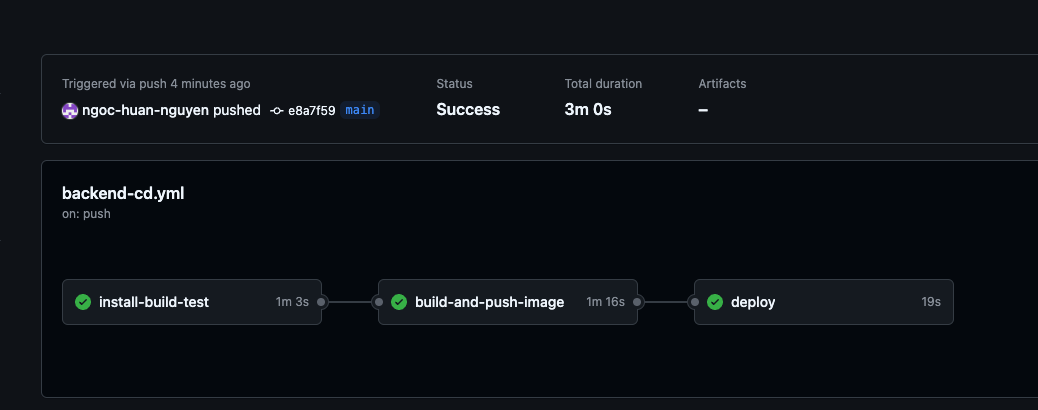 Triggered via push 4 minutes ago
ngoc-huan-nguyen pushed e8a7f59 main
Status
Success
Total duration
3m 0s
Artifacts
–
backend-cd.yml
on: push
install-build-test 1m 3s
build-and-push-image 1m 16s
deploy 19s